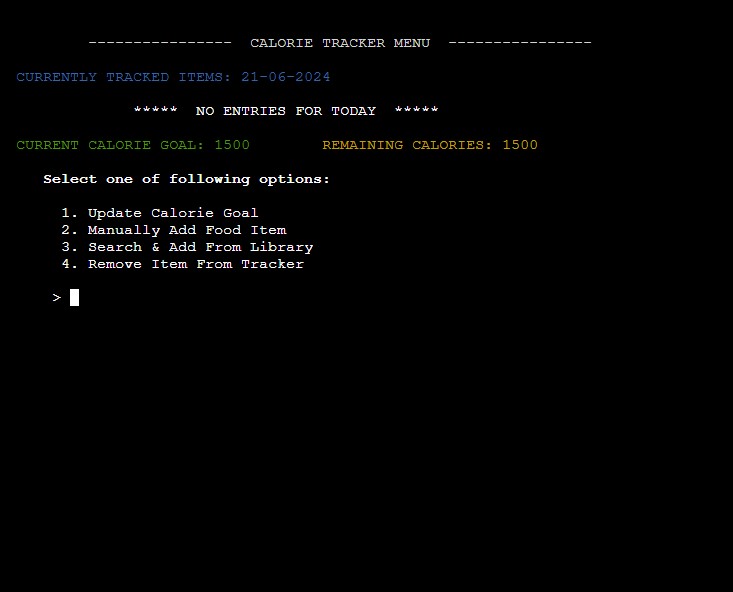 ---------------- CALORIE TRACKER MENU ----------------
CURRENTLY TRACKED ITEMS: 21-06-2024
***** NO ENTRIES FOR TODAY *****
CURRENT CALORIE GOAL: 1500 REMAINING CALORIES: 1500
Select one of following options:
1. Update Calorie Goal
2. Manually Add Food Item
3. Search & Add From Library
4. Remove Item From Tracker
>